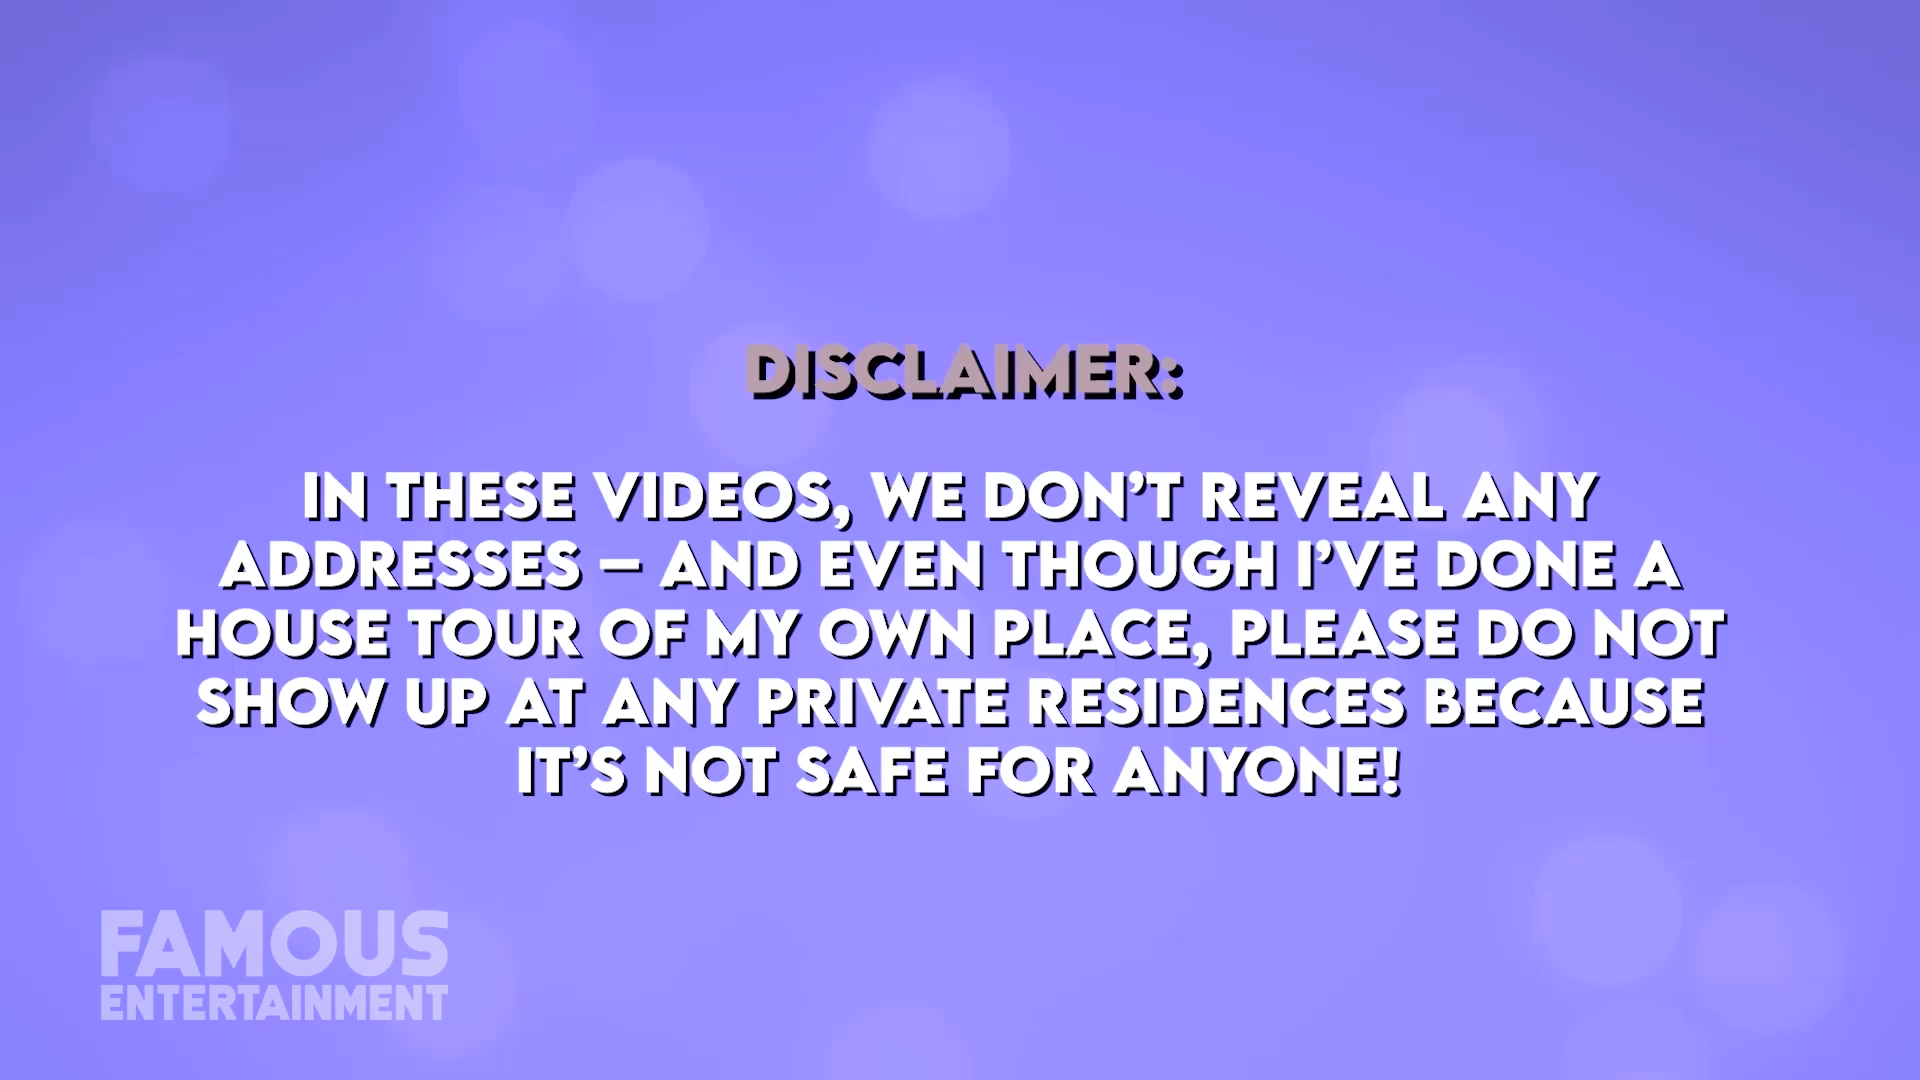 DISCLAIMER:
IN THESE VIDEOS, WE DON'T REVEAL ANY
ADDRESSES – AND EVEN THOUGH I'VE DONE A
HOUSE TOUR OF MY OWN PLACE, PLEASE DO NOT
SHOW UP AT ANY PRIVATE RESIDENCES BECAUSE
IT'S NOT SAFE FOR ANYONE!
FAMOUS
ENTERTAINMENT